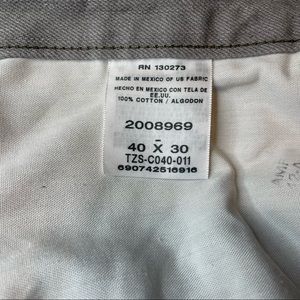 RN 130273
MADE IN MEXICO OF US FABRIC
HECHO EN MEXICO CON TELA DE
EE.UU.
100% COTTON / ALGODON
2008969
-
40 X 30
TZS-C040-011
690742516916